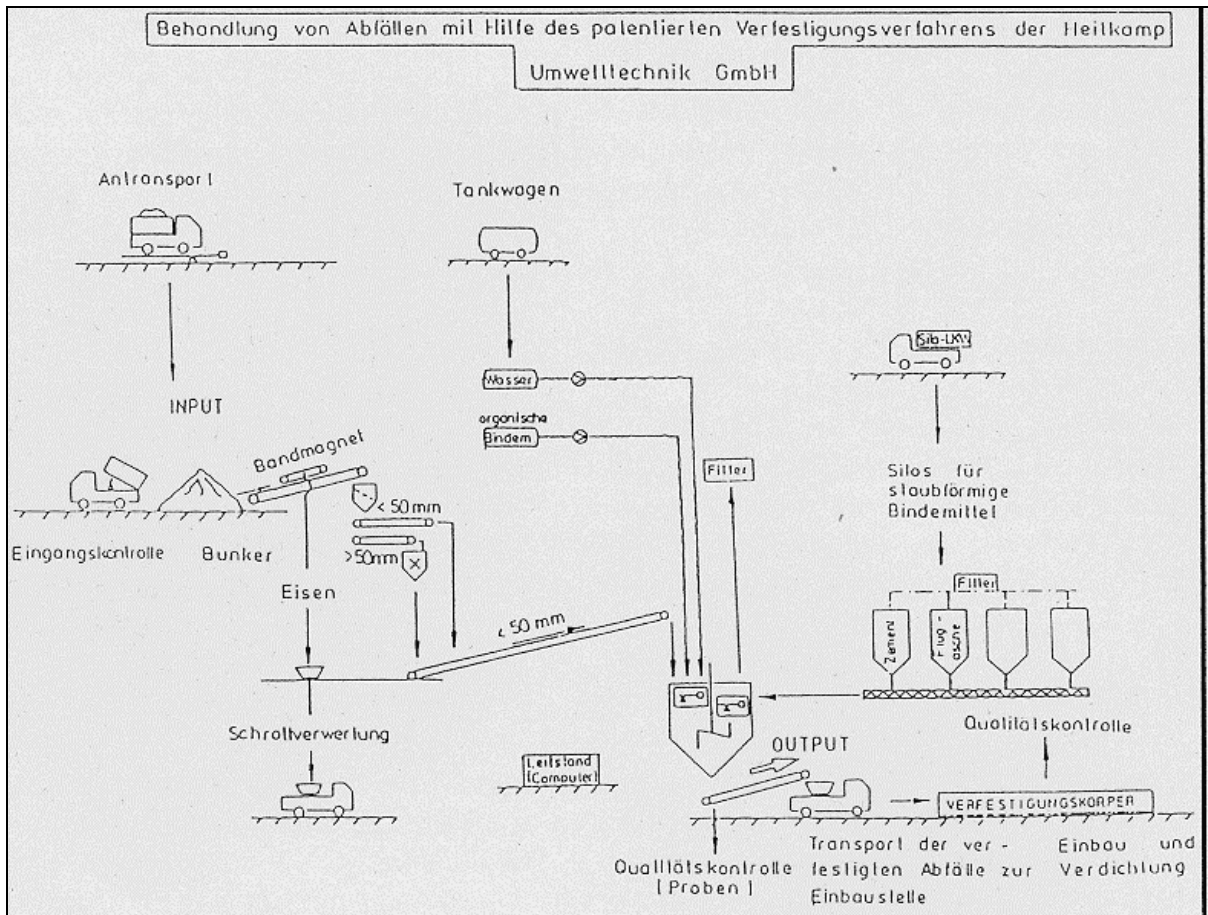 Behandlung von Abfällen mit Hilfe des patentierten Verfestigungsverfahrens der Heitkamp
Umwelttechnik GmbH
Antransport
Tankwagen
Silo-LKW
Wasser
INPUT
organische
Bindem
Bandmagnet
Filter
Silos für
staubförmige
Bindemittel
< 50 mm
Eingangskontrolle
Bunker
>50mm
Eisen
Filter
< 50 mm
Zement
Flug-
asche
Schrottverwertung
Qualitätskontrolle
OUTPUT
Leitstand
(Computer)
VERFESTIGUNGSKÖRPER
Qualitätskontrolle
[Proben]
Transport der ver-
festigten Abfälle zur
Einbaustelle
Einbau und
Verdichtung